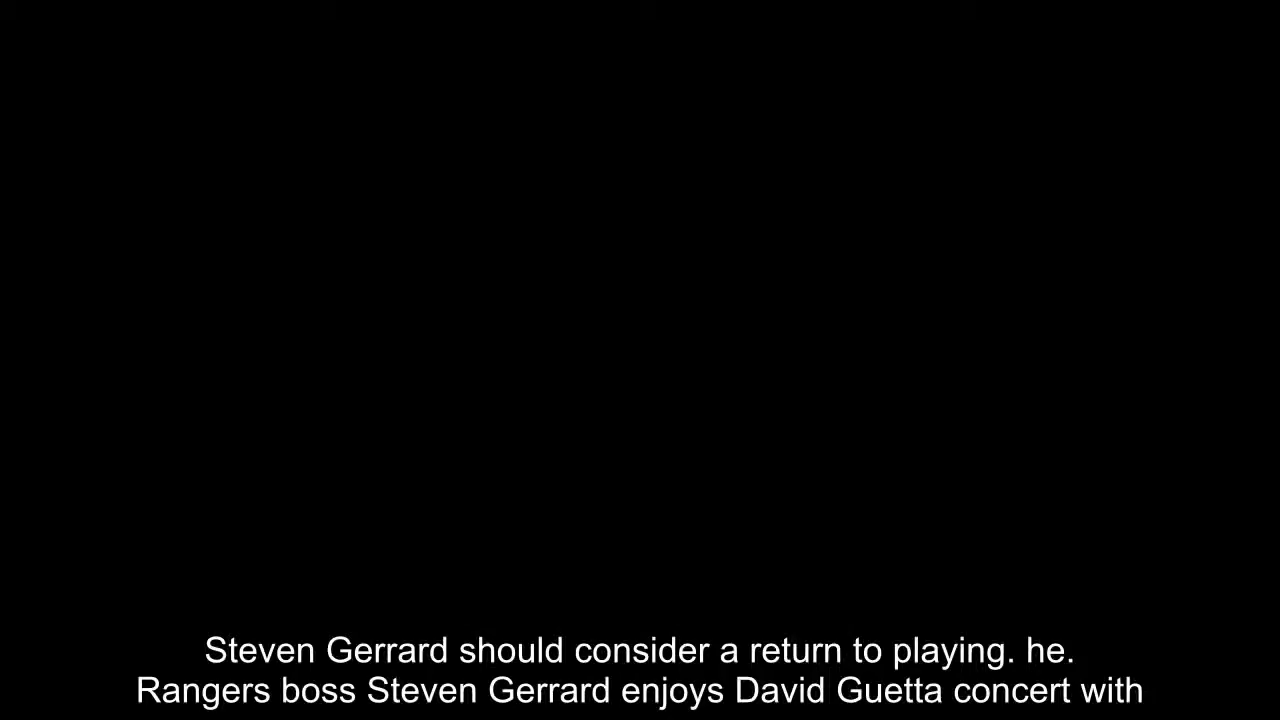 Steven Gerrard should consider a return to playing. he.
Rangers boss Steven Gerrard enjoys David Guetta concert with